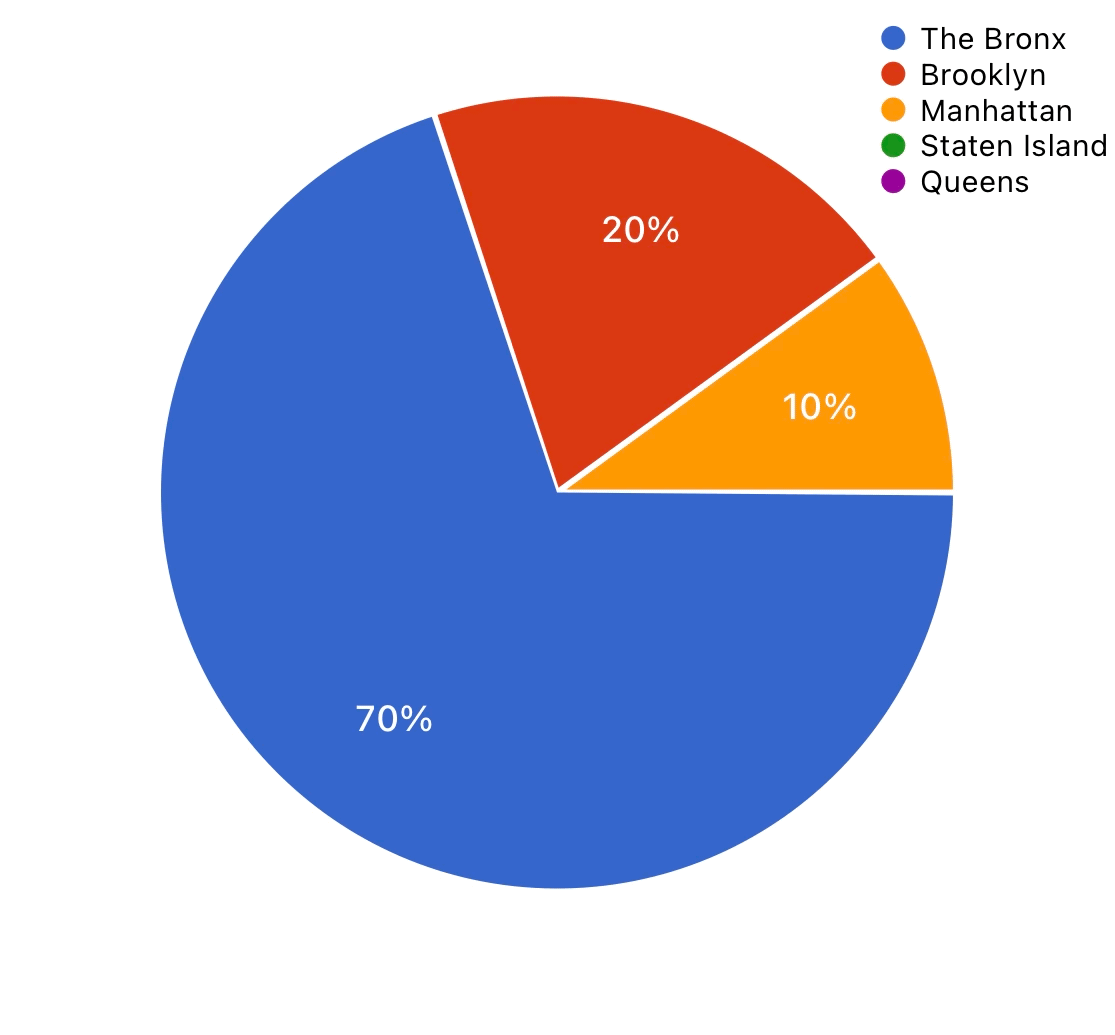 The Bronx
Brooklyn
Manhattan
Staten Island
Queens
20%
10%
70%